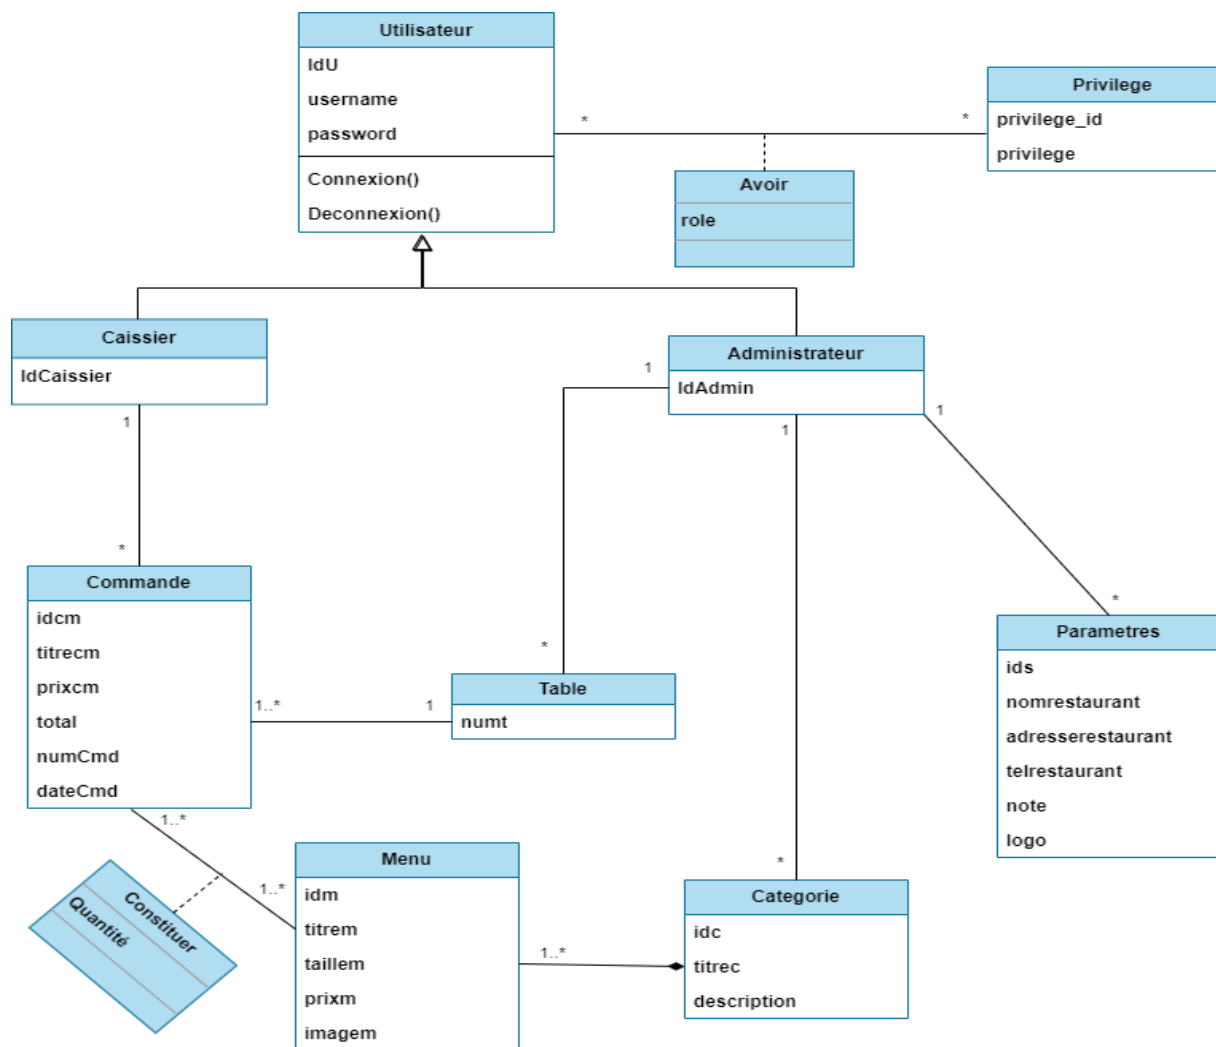 Utilisateur
IdU
username
password
Connexion()
Deconnexion()
*
*
Privilege
privilege_id
privilege
Avoir
role
Caissier
IdCaissier
Administrateur
IdAdmin
1
1
1
1
*
*
*
*
Commande
idcm
titrecm
prixcm
total
numCmd
dateCmd
1..*
1
Table
numt
Parametres
ids
nomrestaurant
adresserestaurant
telrestaurant
note
logo
1..*
1..*
Constituer
Quantité
Menu
idm
titrem
taillem
prixm
imagem
1..*
Categorie
idc
titrec
description